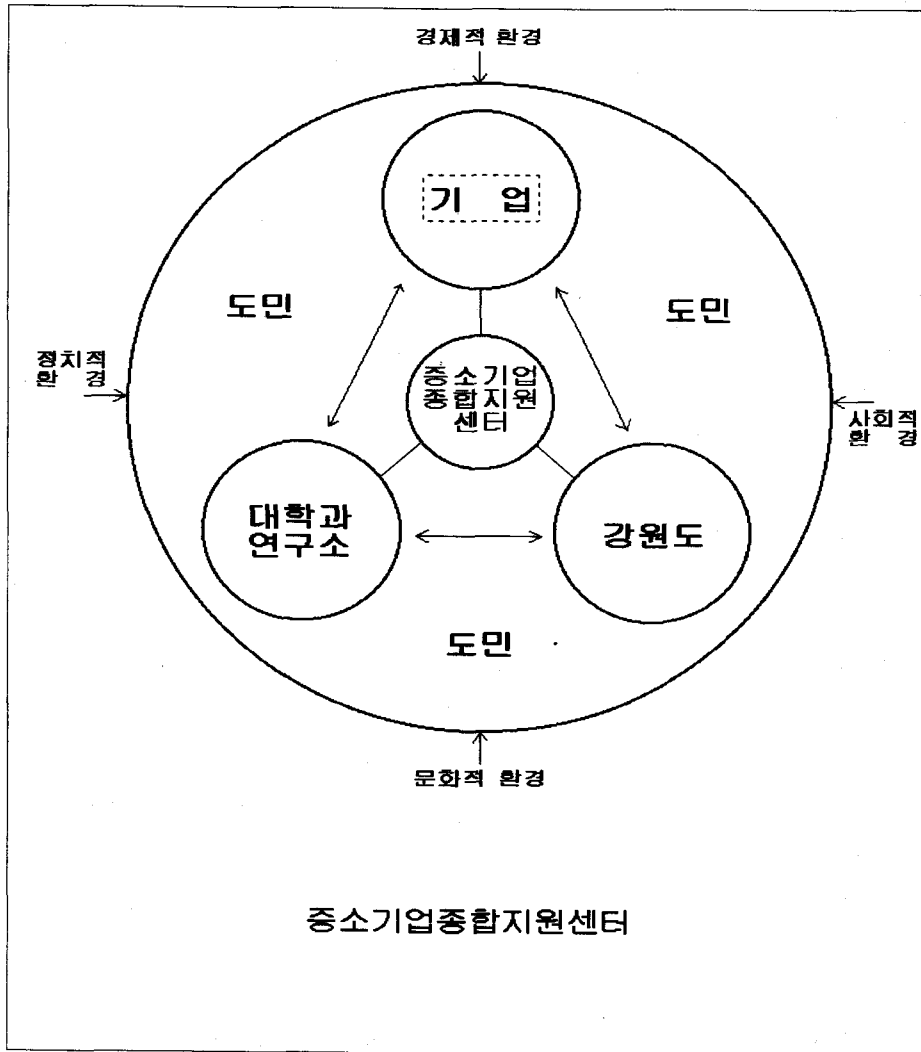 경제적 환경
기 업
도민
도민
정치적
환 경
중소기업
종합지원
센터
사회적
환 경
대학과
연구소
강원도
도민
문화적 환경
중소기업종합지원센터